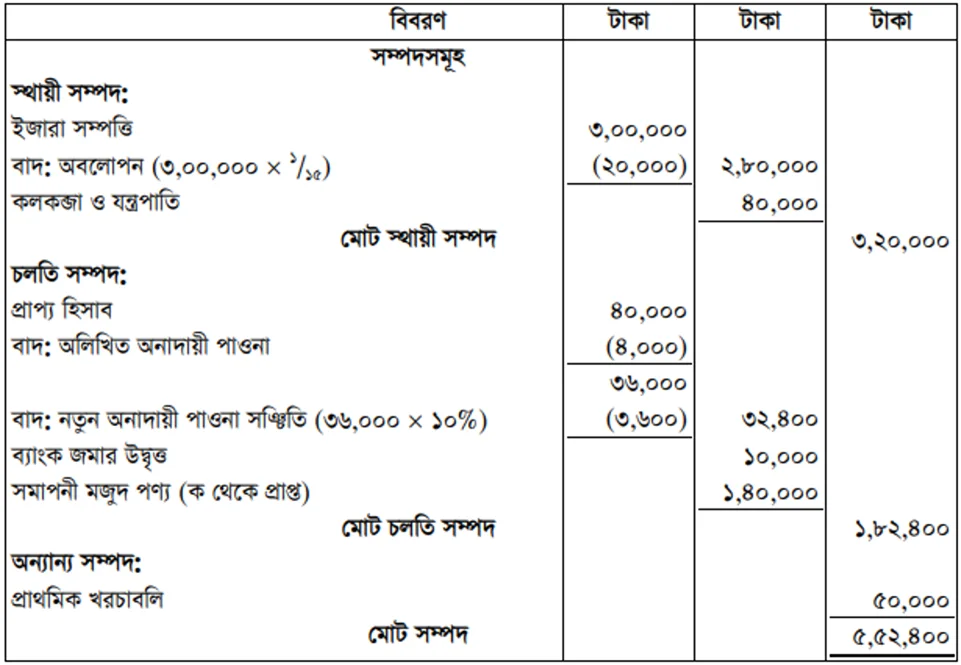 বিবরণ টাকা টাকা টাকা
সম্পদসমূহ
স্থায়ী সম্পদ:
ইজারা সম্পত্তি ৩,০০,০০০
বাদ: অবলোপন (৩,০০,০০০ × ১/১৫) (২০,০০০) ২,৮০,০০০
কলকব্জা ও যন্ত্রপাতি ৪০,০০০
মোট স্থায়ী সম্পদ ৩,২০,০০০
চলতি সম্পদ:
প্রাপ্য হিসাব ৪০,০০০
বাদ: অলিখিত অনাদায়ী পাওনা (৪,০০০)
৩৬,০০০
বাদ: নতুন অনাদায়ী পাওনা সঞ্চিতি (৩৬,০০০ × ১০%) (৩,৬০০) ৩২,৪০০
ব্যাংক জমার উদ্বৃত্ত ১০,০০০
সমাপনী মজুদ পণ্য (ক থেকে প্রাপ্ত) ১,৪০,০০০
মোট চলতি সম্পদ ১,৮২,৪০০
অন্যান্য সম্পদ:
প্রাথমিক খরচাবলি ৫০,০০০
মোট সম্পদ ৫,৫২,৪০০